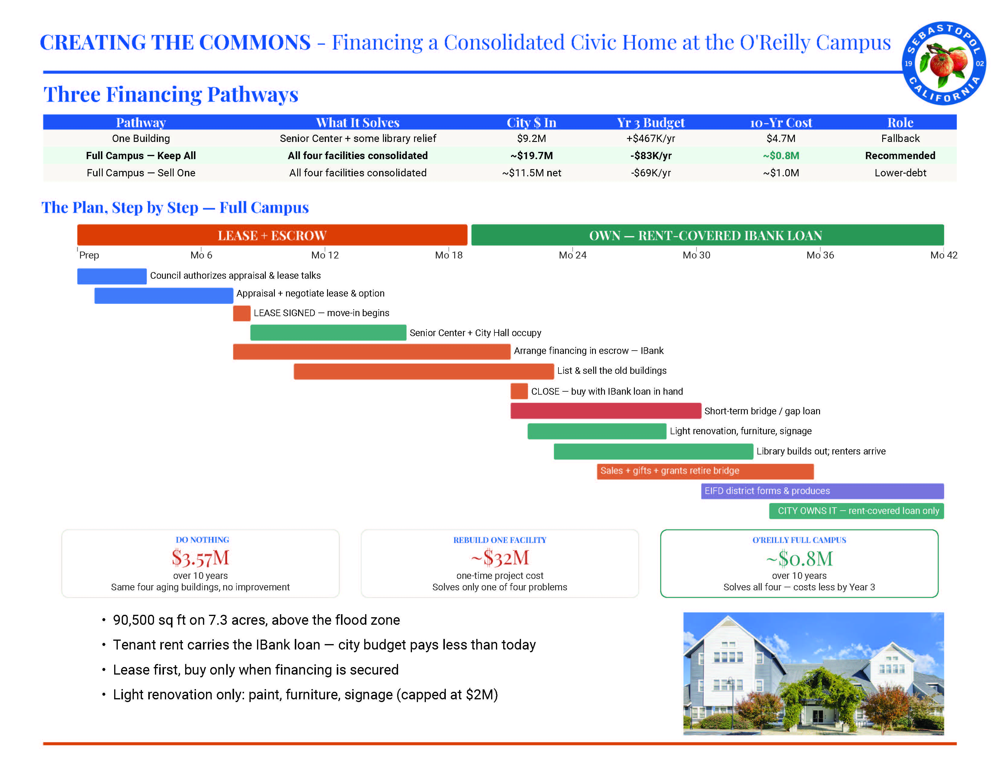 CREATING THE COMMONS - Financing a Consolidated Civic Home at the O'Reilly Campus
SEBASTOPOL
19 02
CALIFORNIA
Three Financing Pathways
Pathway What It Solves City $ In Yr 3 Budget 10-Yr Cost Role
One Building Senior Center + some library relief $9.2M +$467K/yr $4.7M Fallback
Full Campus — Keep All All four facilities consolidated ~$19.7M -$83K/yr ~$0.8M Recommended
Full Campus — Sell One All four facilities consolidated ~$11.5M net -$69K/yr ~$1.0M Lower-debt
The Plan, Step by Step — Full Campus
LEASE + ESCROW OWN — RENT-COVERED IBANK LOAN
Prep Mo 6 Mo 12 Mo 18 Mo 24 Mo 30 Mo 36 Mo 42
Council authorizes appraisal & lease talks
Appraisal + negotiate lease & option
LEASE SIGNED — move-in begins
Senior Center + City Hall occupy
Arrange financing in escrow — IBank
List & sell the old buildings
CLOSE — buy with IBank loan in hand
Short-term bridge / gap loan
Light renovation, furniture, signage
Library builds out; renters arrive
Sales + gifts + grants retire bridge
EIFD district forms & produces
CITY OWNS IT — rent-covered loan only
DO NOTHING
$3.57M
over 10 years
Same four aging buildings, no improvement
REBUILD ONE FACILITY
~$32M
one-time project cost
Solves only one of four problems
O'REILLY FULL CAMPUS
~$0.8M
over 10 years
Solves all four — costs less by Year 3
• 90,500 sq ft on 7.3 acres, above the flood zone
• Tenant rent carries the IBank loan — city budget pays less than today
• Lease first, buy only when financing is secured
• Light renovation only: paint, furniture, signage (capped at $2M)